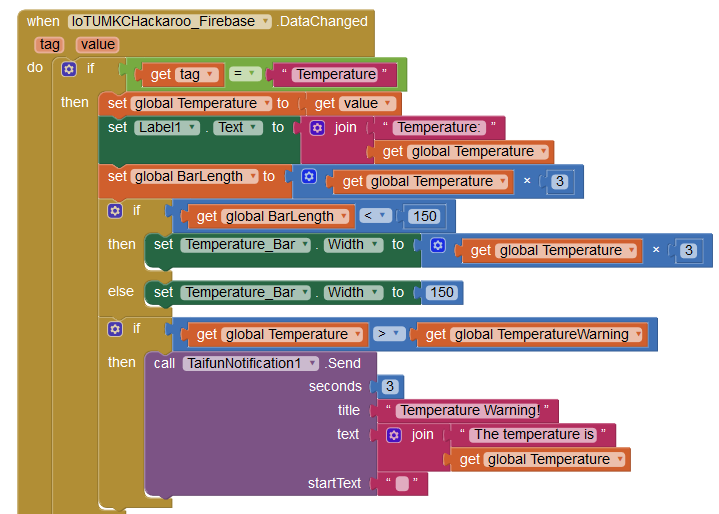 when IoTUMKCHackaroo_Firebase .DataChanged
tag value
do if get tag = " Temperature "
then set global Temperature to get value
set Label1 . Text to join " Temperature: "
get global Temperature
set global BarLength to get global Temperature × 3
if get global BarLength < 150
then set Temperature_Bar . Width to get global Temperature × 3
else set Temperature_Bar . Width to 150
if get global Temperature > get global TemperatureWarning
then call TaifunNotification1 .Send
seconds 3
title " Temperature Warning! "
text join " The temperature is "
get global Temperature
startText " "